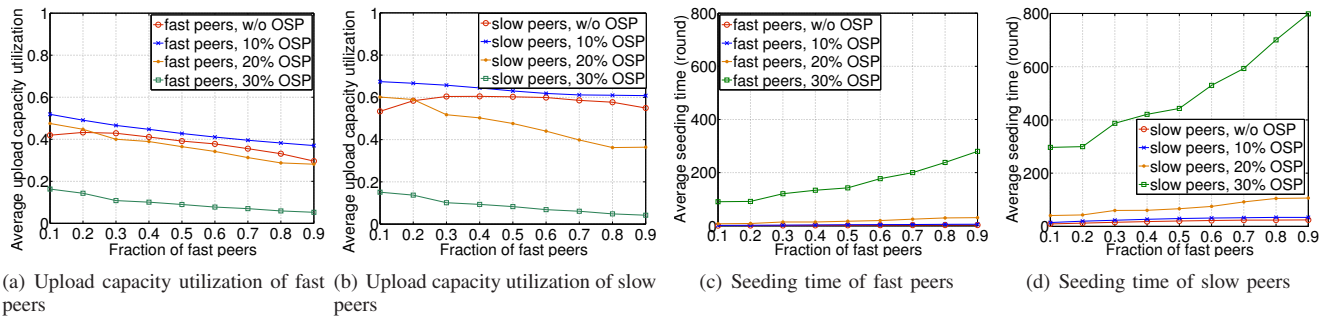 Average upload capacity utilization
1
0.8
0.6
0.4
0.2
0
0.1 0.2 0.3 0.4 0.5 0.6 0.7 0.8 0.9
Fraction of fast peers
fast peers, w/o OSP
fast peers, 10% OSP
fast peers, 20% OSP
fast peers, 30% OSP
(a) Upload capacity utilization of fast
peers
Average upload capacity utilization
1
0.8
0.6
0.4
0.2
0
0.1 0.2 0.3 0.4 0.5 0.6 0.7 0.8 0.9
Fraction of fast peers
slow peers, w/o OSP
slow peers, 10% OSP
slow peers, 20% OSP
slow peers, 30% OSP
(b) Upload capacity utilization of slow
peers
Average seeding time (round)
800
600
400
200
0
0.1 0.2 0.3 0.4 0.5 0.6 0.7 0.8 0.9
Fraction of fast peers
fast peers, w/o OSP
fast peers, 10% OSP
fast peers, 20% OSP
fast peers, 30% OSP
(c) Seeding time of fast peers
Average seeding time (round)
800
600
400
200
0
0.1 0.2 0.3 0.4 0.5 0.6 0.7 0.8 0.9
Fraction of fast peers
slow peers, w/o OSP
slow peers, 10% OSP
slow peers, 20% OSP
slow peers, 30% OSP
(d) Seeding time of slow peers